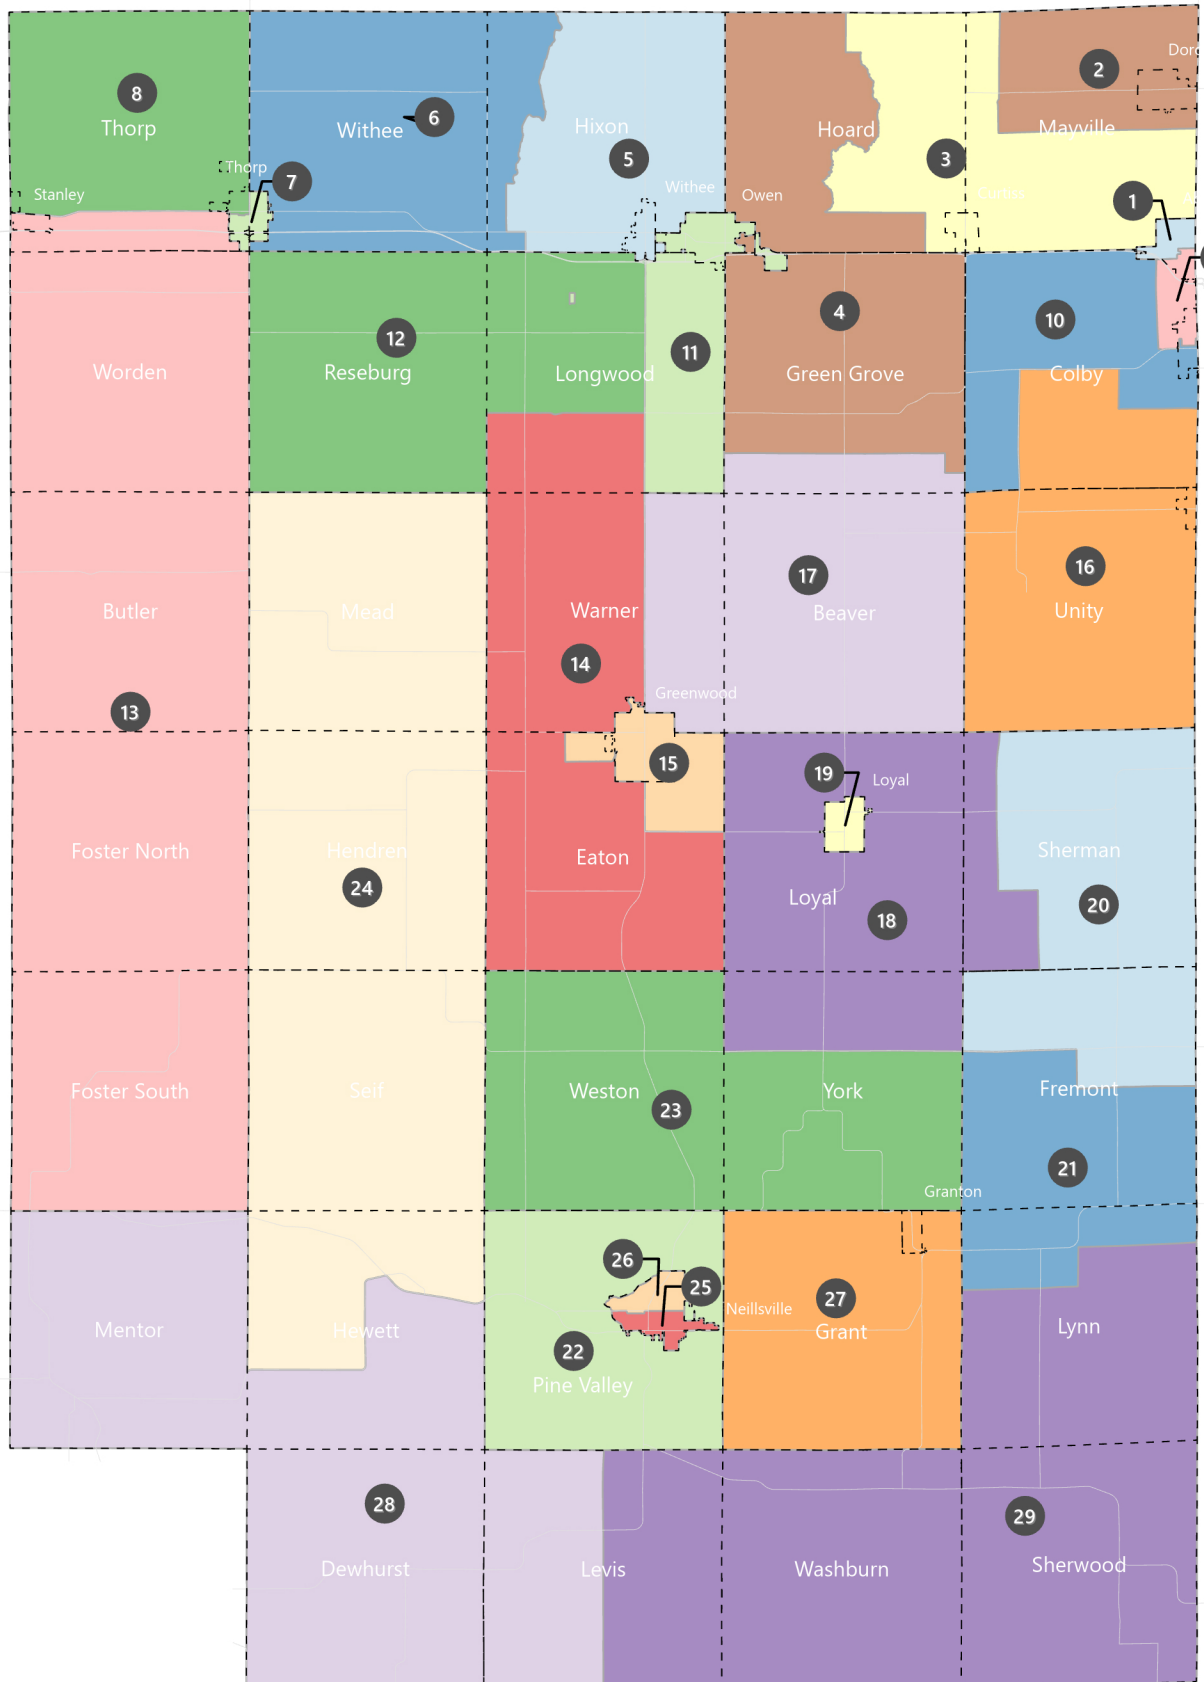 8
Thorp
6
Withee
Hixon
5
Hoard
3
2
Mayville
Thorp
7
Stanley
Withee
Owen
Curtiss
1
12
Reseburg
Worden
Longwood
11
4
Green Grove
10
Colby
Butler
13
Mead
Warner
14
Greenwood
15
17
Beaver
16
Unity
Foster North
Hendren
24
Eaton
19
Loyal
Loyal
18
Sherman
20
Foster South
Seif
Weston
23
York
Fremont
21
Granton
Mentor
Hewett
26
25
Neillsville
22
Pine Valley
27
Grant
Lynn
28
Dewhurst
Levis
Washburn
29
Sherwood